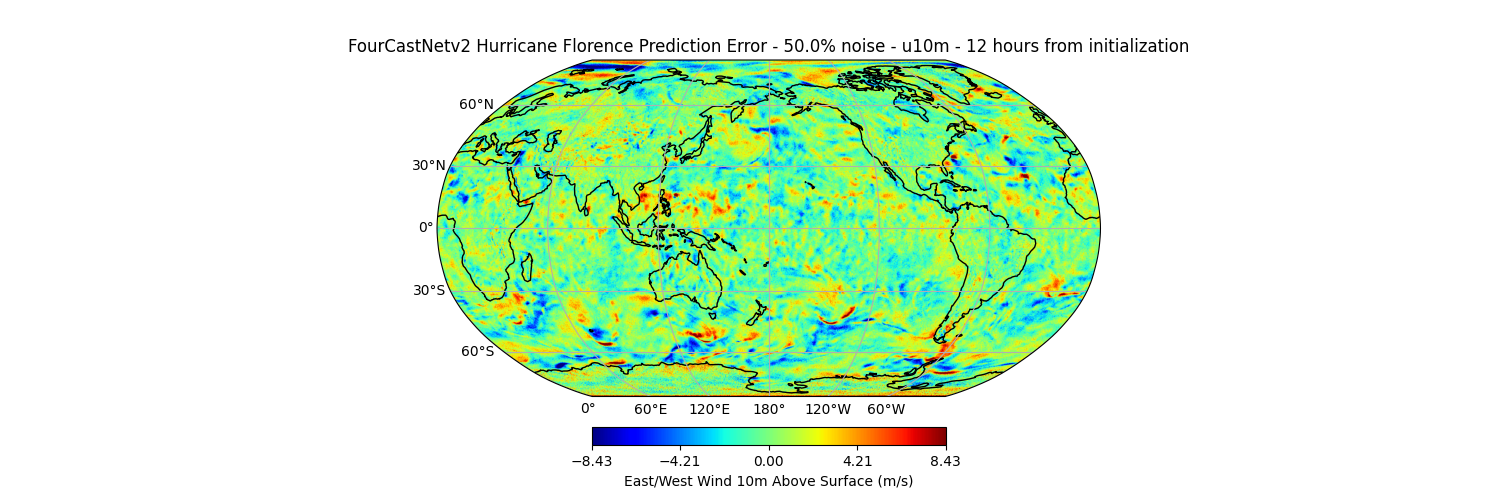 FourCastNetv2 Hurricane Florence Prediction Error - 50.0% noise - u10m - 12 hours from initialization
60°N
30°N
0°
30°S
60°S
0° 60°E 120°E 180° 120°W 60°W
−8.43 −4.21 0.00 4.21 8.43
East/West Wind 10m Above Surface (m/s)